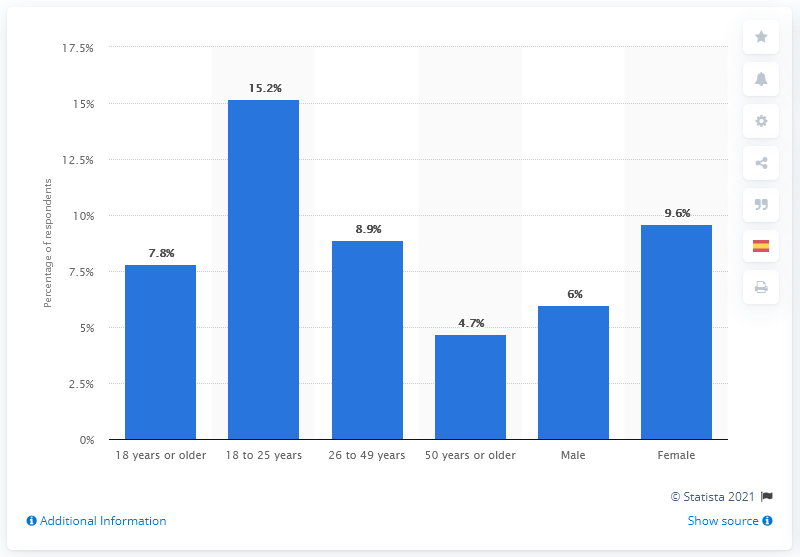 17.5%
15%
12.5%
10%
7.5%
5%
2.5%
0%
Percentage of respondents
7.8%
15.2%
8.9%
4.7%
6%
9.6%
18 years or older
18 to 25 years
26 to 49 years
50 years or older
Male
Female
© Statista 2021
Additional Information
Show source